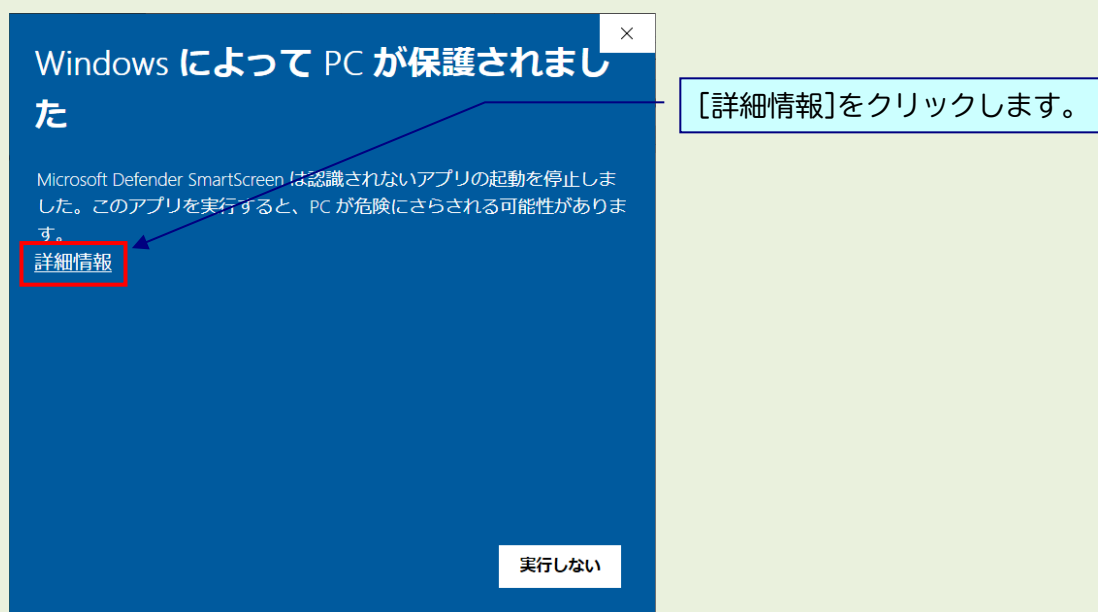 Windows によって PC が保護されまし
た
[詳細情報]をクリックします。
Microsoft Defender SmartScreen は認識されないアプリの起動を停止しま
した。このアプリを実行すると、PC が危険にさらされる可能性がありま
す。
詳細情報
実行しない